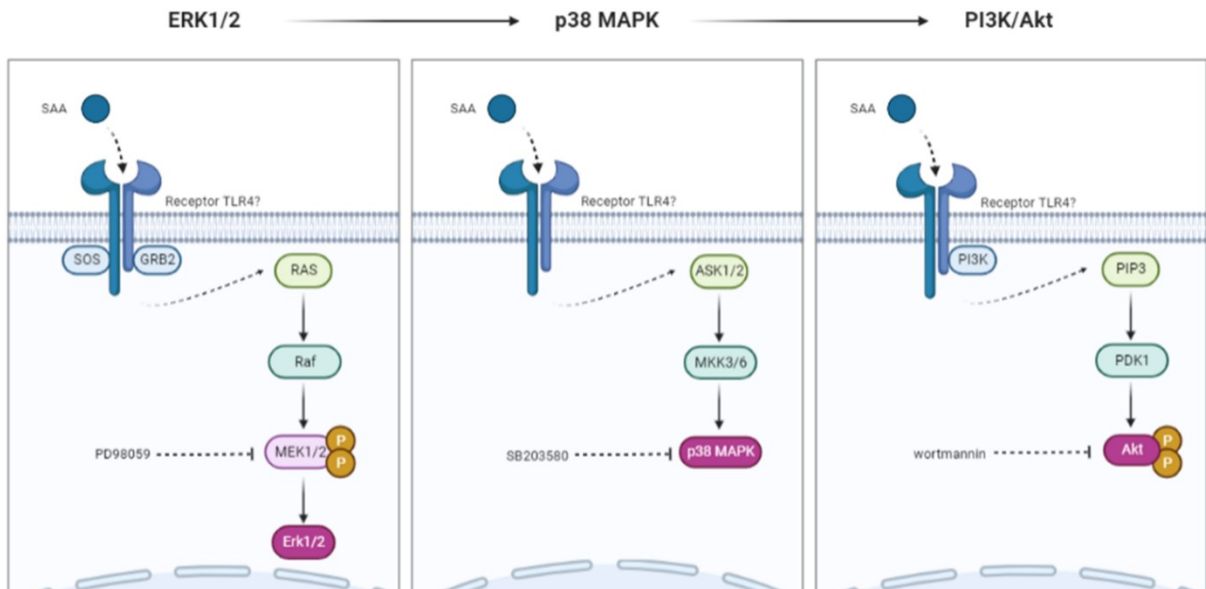 ERK1/2
p38 MAPK
PI3K/Akt
SAA
Receptor TLR4?
SOS
GRB2
RAS
Raf
MEK1/2
P
P
PD98059
Erk1/2
SAA
Receptor TLR4?
ASK1/2
MKK3/6
SB203580
p38 MAPK
SAA
Receptor TLR4?
PI3K
PIP3
PDK1
wortmannin
Akt
P
P